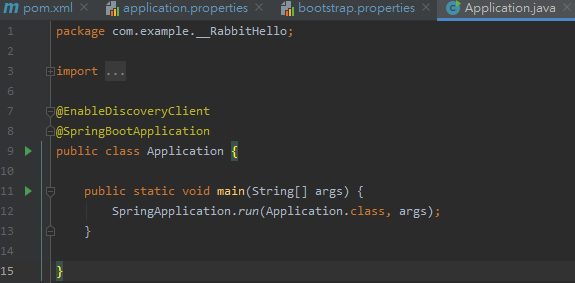 pom.xml application.properties bootstrap.properties Application.java
1 package com.example.__RabbitHello;
2
3 import ...
6
7 @EnableDiscoveryClient
8 @SpringBootApplication
9 public class Application {
10
11 public static void main(String[] args) {
12 SpringApplication.run(Application.class, args);
13 }
14
15 }